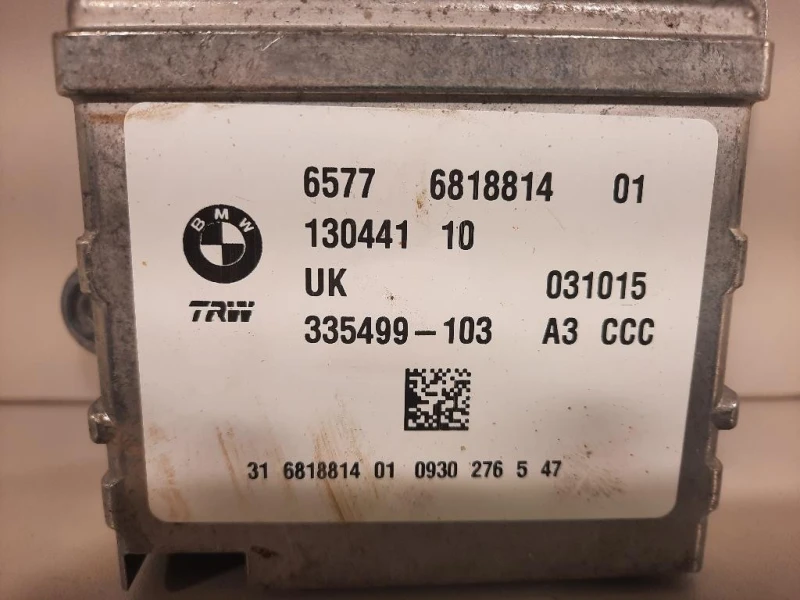 6577 6818814 01
BMW
130441 10
UK 031015
TRW
335499-103 A3 CCC
31 6818814 01 0930 276 5 47